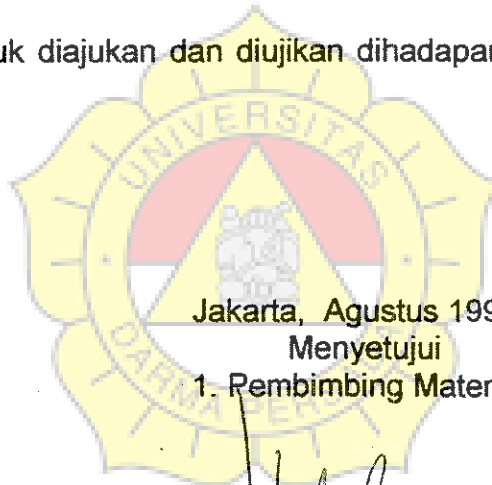 uk diajukan dan diujikan dihadapan
UNIVERSITAS
Jakarta, Agustus 199
Menyetujui
1. Pembimbing Mater
DARMA PERSADA